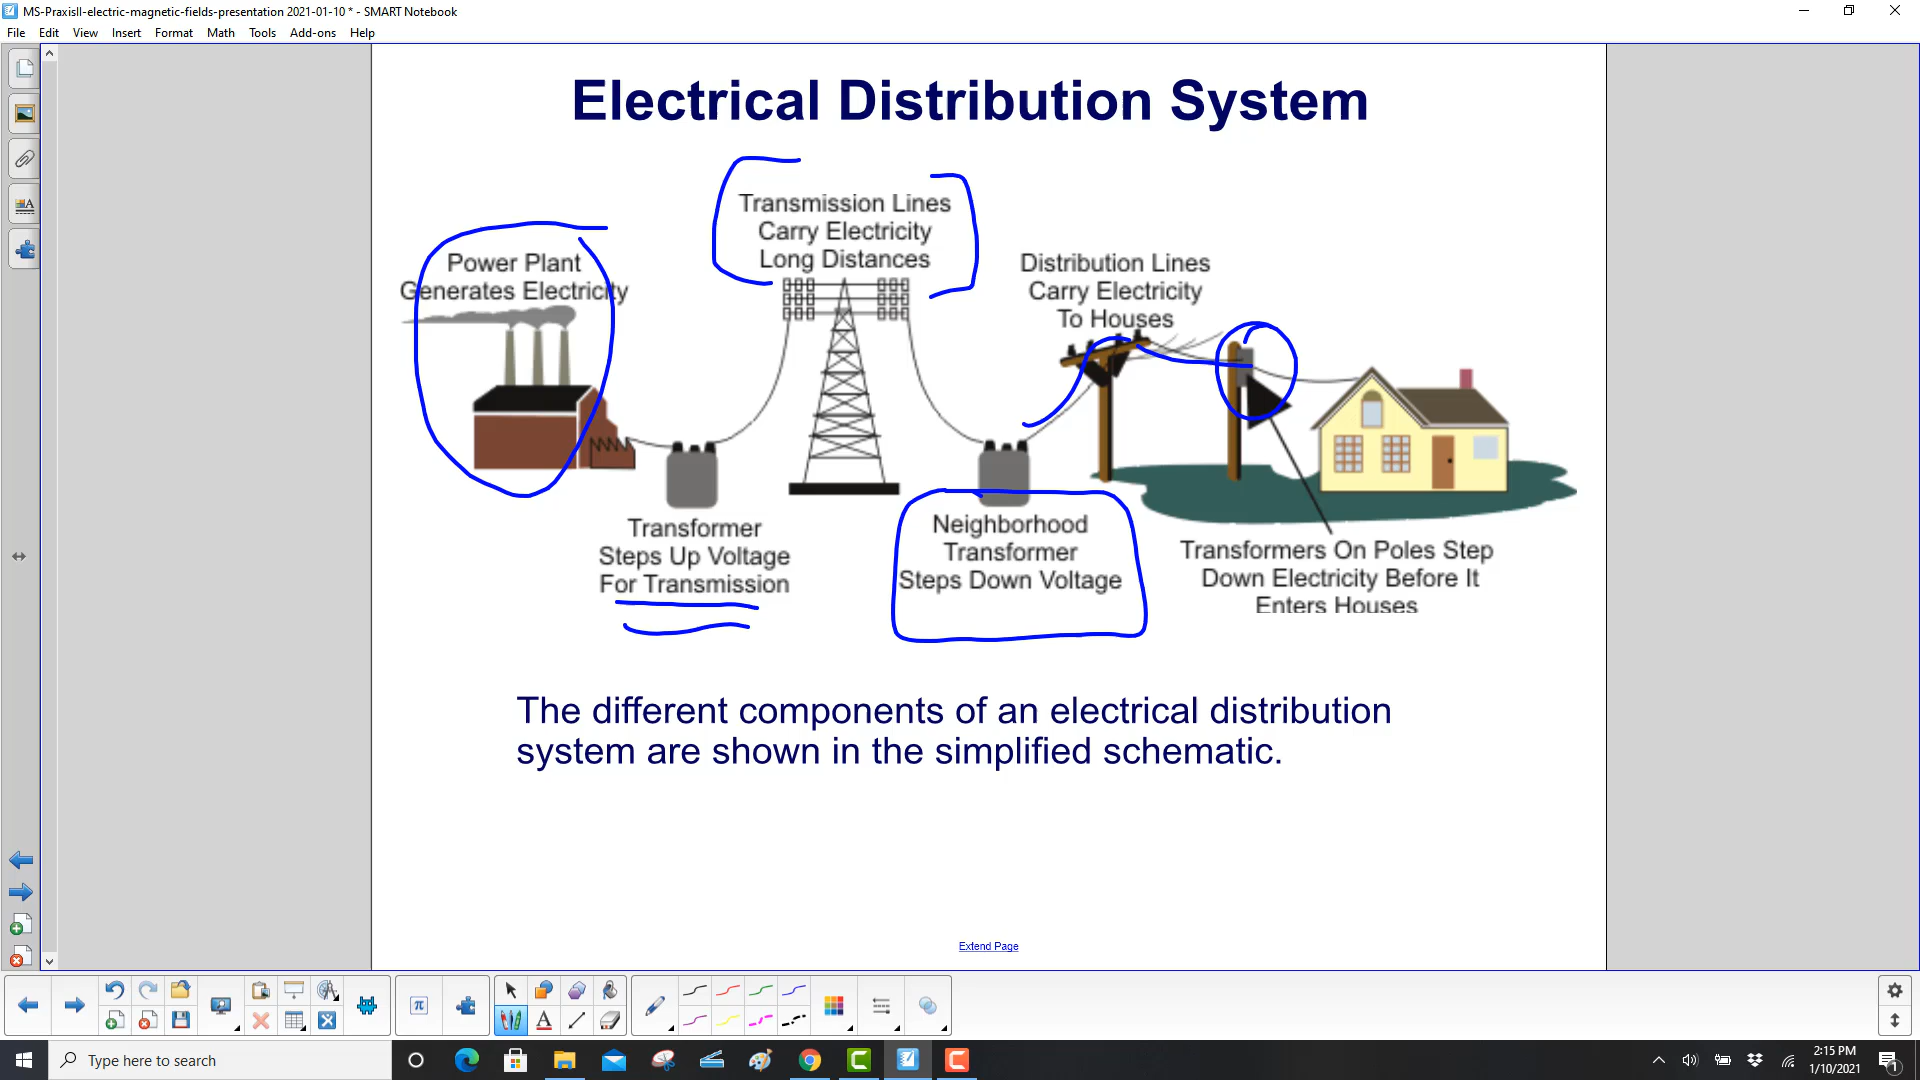 MS-PraxisII-electric-magnetic-fields-presentation 2021-01-10 * - SMART Notebook
File Edit View Insert Format Math Tools Add-ons Help
Electrical Distribution System
Transmission Lines
Carry Electricity
Long Distances
Power Plant
Generates Electricity
Distribution Lines
Carry Electricity
To Houses
Transformer
Steps Up Voltage
For Transmission
Neighborhood
Transformer
Steps Down Voltage
Transformers On Poles Step
Down Electricity Before It
Enters Houses
The different components of an electrical distribution
system are shown in the simplified schematic.
Extend Page
Type here to search
2:15 PM
1/10/2021